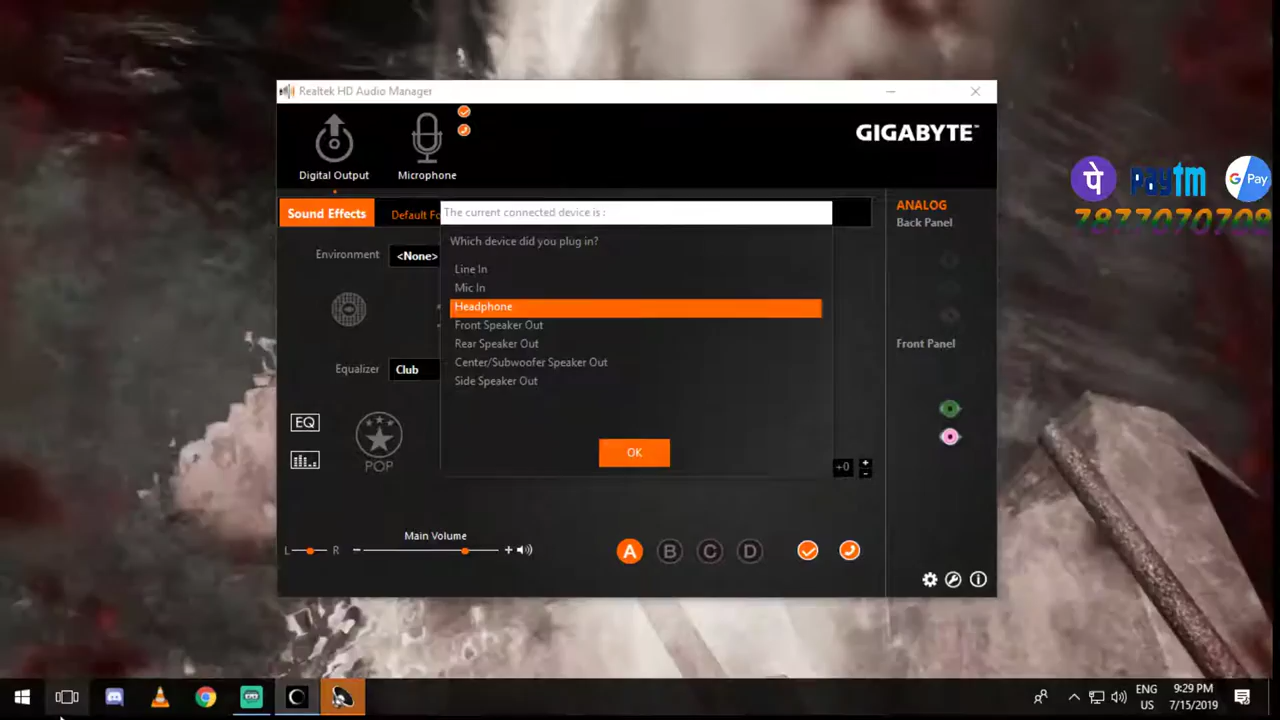 Realtek HD Audio Manager
Digital Output
Microphone
GIGABYTE™
Sound Effects
Default Fo
The current connected device is :
Which device did you plug in?
Line In
Mic In
Headphone
Front Speaker Out
Rear Speaker Out
Center/Subwoofer Speaker Out
Side Speaker Out
OK
Environment
<None>
Equalizer
Club
EQ
POP
+0
+
-
Main Volume
L
R
A
B
C
D
ANALOG
Back Panel
Front Panel
पे
paytm
G Pay
7877070709
ENG
US
9:29 PM
7/15/2019